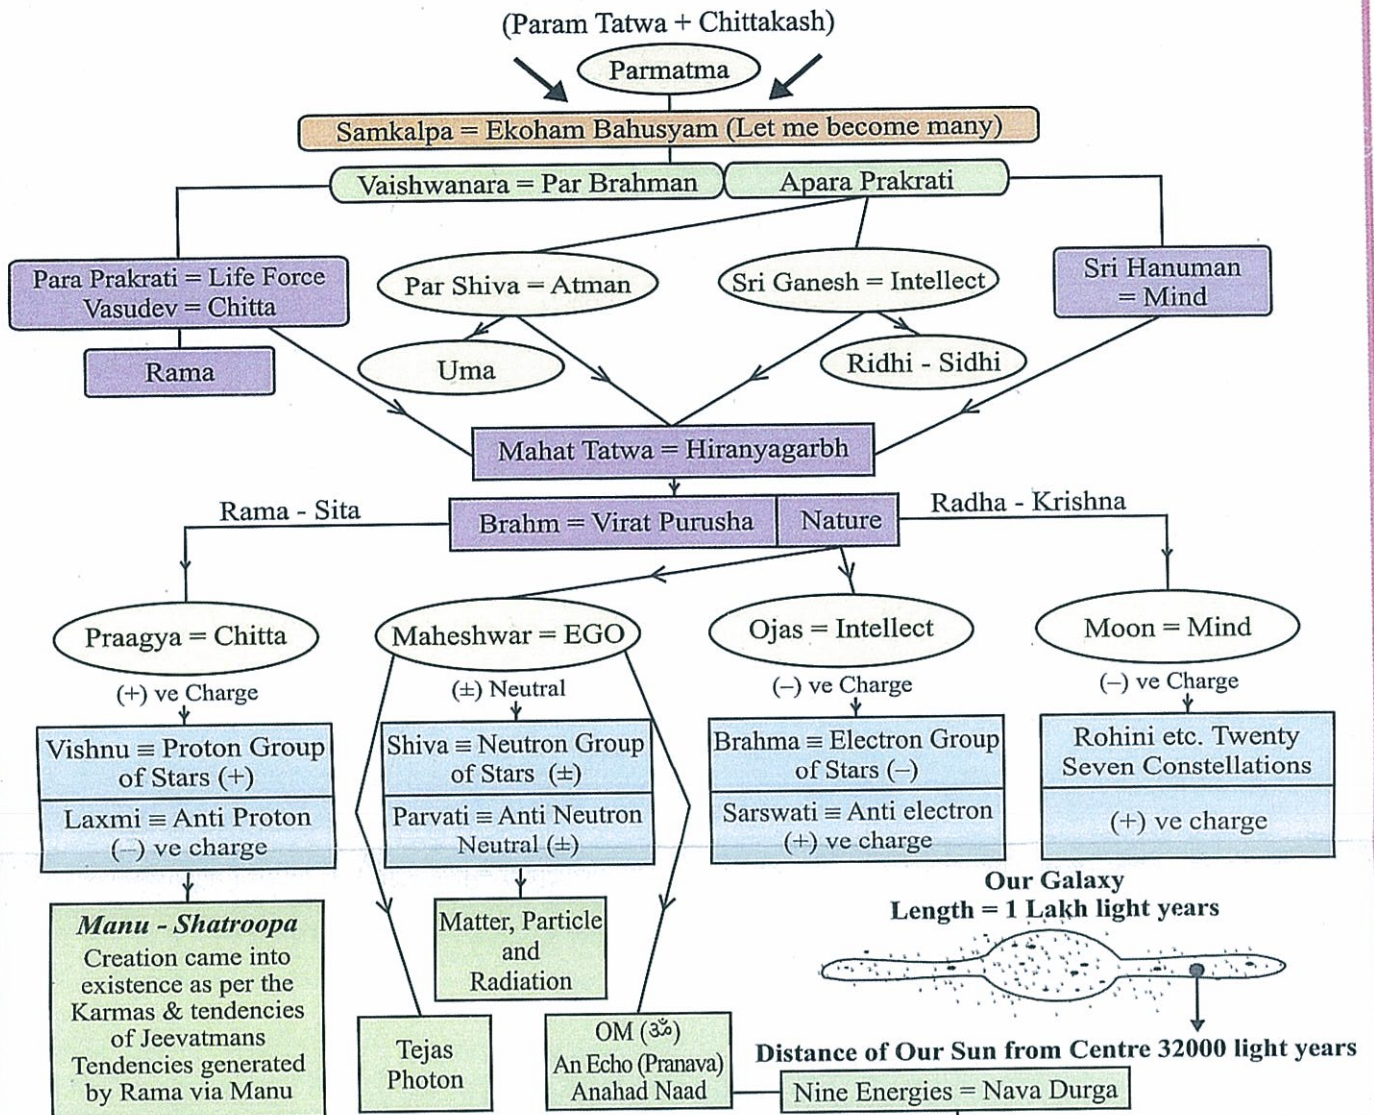 (Param Tatwa + Chittakash)
Parmatma
Samkalpa = Ekoham Bahusyam (Let me become many)
Vaishwanara = Par Brahman
Apara Prakrati
Para Prakrati = Life Force
Vasudev = Chitta
Par Shiva = Atman
Sri Ganesh = Intellect
Sri Hanuman
= Mind
Rama
Uma
Ridhi - Sidhi
Mahat Tatwa = Hiranyagarbh
Rama - Sita
Brahm = Virat Purusha
Nature
Radha - Krishna
Praagya = Chitta
Maheshwar = EGO
Ojas = Intellect
Moon = Mind
(+) ve Charge
(±) Neutral
(–) ve Charge
(–) ve Charge
Vishnu ≡ Proton Group
of Stars (+)
Laxmi ≡ Anti Proton
(–) ve charge
Shiva ≡ Neutron Group
of Stars (±)
Parvati ≡ Anti Neutron
Neutral (±)
Brahma ≡ Electron Group
of Stars (–)
Sarswati ≡ Anti electron
(+) ve charge
Rohini etc. Twenty
Seven Constellations
(+) ve charge
Manu - Shatroopa
Creation came into
existence as per the
Karmas & tendencies
of Jeevatmans
Tendencies generated
by Rama via Manu
Matter, Particle
and
Radiation
Tejas
Photon
OM (ॐ)
An Echo (Pranava)
Anahad Naad
Our Galaxy
Length = 1 Lakh light years
Distance of Our Sun from Centre 32000 light years
Nine Energies = Nava Durga